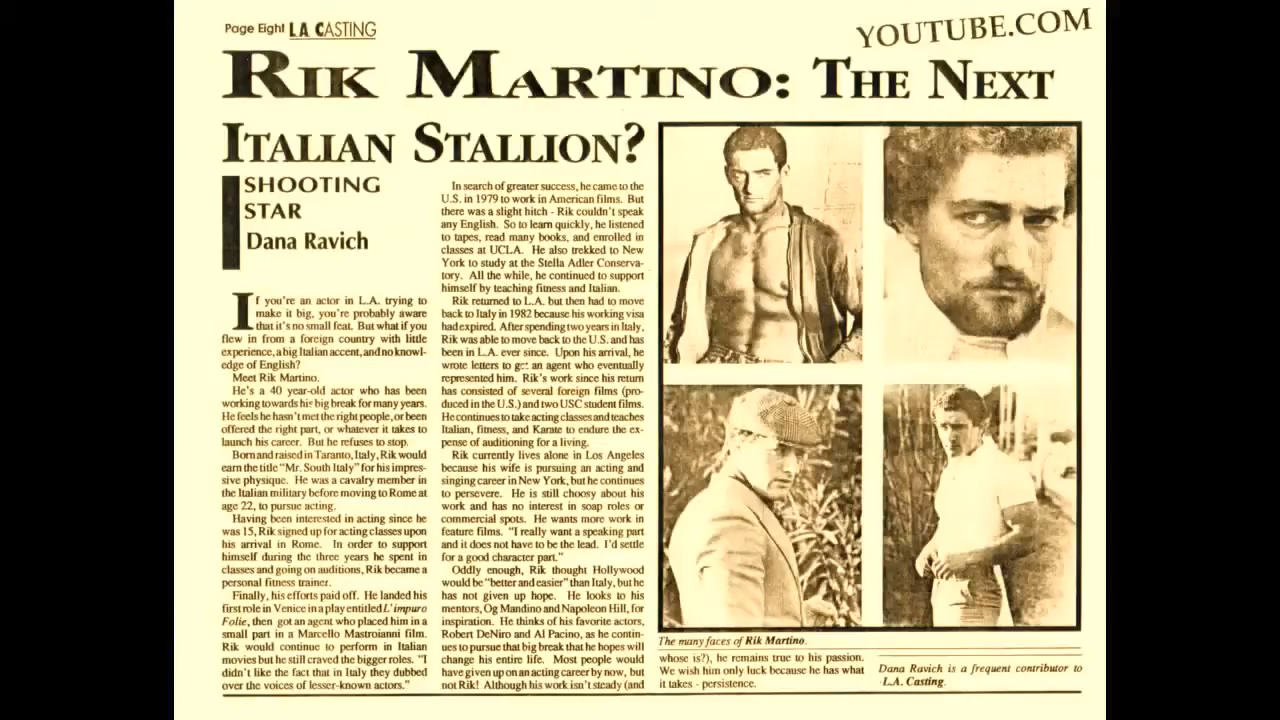 Page Eight LA CASTING
YOUTUBE.COM
RIK MARTINO: THE NEXT
ITALIAN STALLION?
SHOOTING
STAR
Dana Ravich
If you're an actor in L.A. trying to
make it big, you're probably aware
that it's no small feat. But what if you
flew in from a foreign country with little
experience, a big Italian accent, and no knowl-
edge of English?
Meet Rik Martino.
He's a 40 year-old actor who has been
working towards his big break for many years.
He feels he hasn't met the right people, or been
offered the right part, or whatever it takes to
launch his career. But he refuses to stop.
Born and raised in Taranto, Italy, Rik would
earn the title "Mr. South Italy" for his impres-
sive physique. He was a cavalry member in
the Italian military before moving to Rome at
age 22, to pursue acting.
Having been interested in acting since he
was 15, Rik signed up for acting classes upon
his arrival in Rome. In order to support
himself during the three years he spent in
classes and going on auditions, Rik became a
personal fitness trainer.
Finally, his efforts paid off. He landed his
first role in Venice in a play entitled L'impuro
Folie, then got an agent who placed him in a
small part in a Marcello Mastroianni film.
Rik would continue to perform in Italian
movies but he still craved the bigger roles. "I
didn't like the fact that in Italy they dubbed
over the voices of lesser-known actors."
In search of greater success, he came to the
U.S. in 1979 to work in American films. But
there was a slight hitch - Rik couldn't speak
any English. So to learn quickly, he listened
to tapes, read many books, and enrolled in
classes at UCLA. He also trekked to New
York to study at the Stella Adler Conserva-
tory. All the while, he continued to support
himself by teaching fitness and Italian.
Rik returned to L.A. but then had to move
back to Italy in 1982 because his working visa
had expired. After spending two years in Italy,
Rik was able to move back to the U.S. and has
been in L.A. ever since. Upon his arrival, he
wrote letters to get an agent who eventually
represented him. Rik's work since his return
has consisted of several foreign films (pro-
duced in the U.S.) and two USC student films.
He continues to take acting classes and teaches
Italian, fitness, and Karate to endure the ex-
pense of auditioning for a living.
Rik currently lives alone in Los Angeles
because his wife is pursuing an acting and
singing career in New York, but he continues
to persevere. He is still choosy about his
work and has no interest in soap roles or
commercial spots. He wants more work in
feature films. "I really want a speaking part
and it does not have to be the lead. I'd settle
for a good character part."
Oddly enough, Rik thought Hollywood
would be "better and easier" than Italy, but he
has not given up hope. He looks to his
mentors, Og Mandino and Napoleon Hill, for
inspiration. He thinks of his favorite actors,
Robert DeNiro and Al Pacino, as he contin-
ues to pursue that big break that he hopes will
change his entire life. Most people would
have given up on an acting career by now, but
not Rik! Although his work isn't steady (and
The many faces of Rik Martino.
whose is?), he remains true to his passion.
We wish him only luck because he has what
it takes - persistence.
Dana Ravich is a frequent contributor to
L.A. Casting.